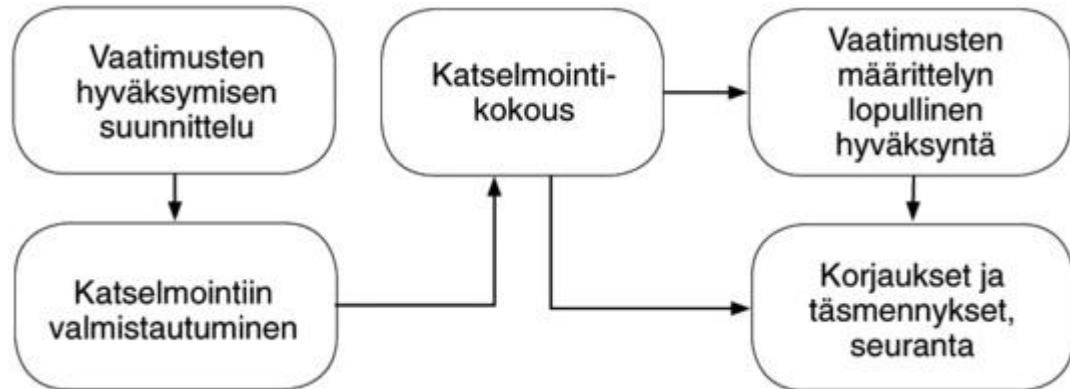 Vaatimusten
hyväksymisen
suunnittelu
Katselmointiin
valmistautuminen
Katselmointi-
kokous
Vaatimusten
määrittelyn
lopullinen
hyväksyntä
Korjaukset ja
täsmennykset,
seuranta